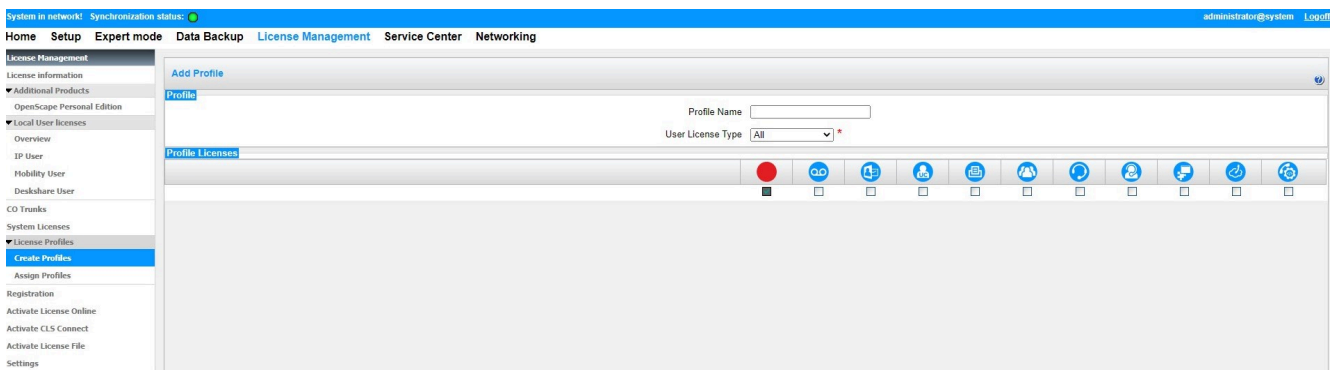 System in network! Synchronization status:
administrator@system Logoff
Home Setup Expert mode Data Backup License Management Service Center Networking
License Management
License information
Additional Products
OpenScape Personal Edition
Local User licenses
Overview
IP User
Mobility User
Deskshare User
CO Trunks
System Licenses
License Profiles
Create Profiles
Assign Profiles
Registration
Activate License Online
Activate CLS Connect
Activate License File
Settings
Add Profile
Profile
Profile Name
User License Type All *
Profile Licenses
UC